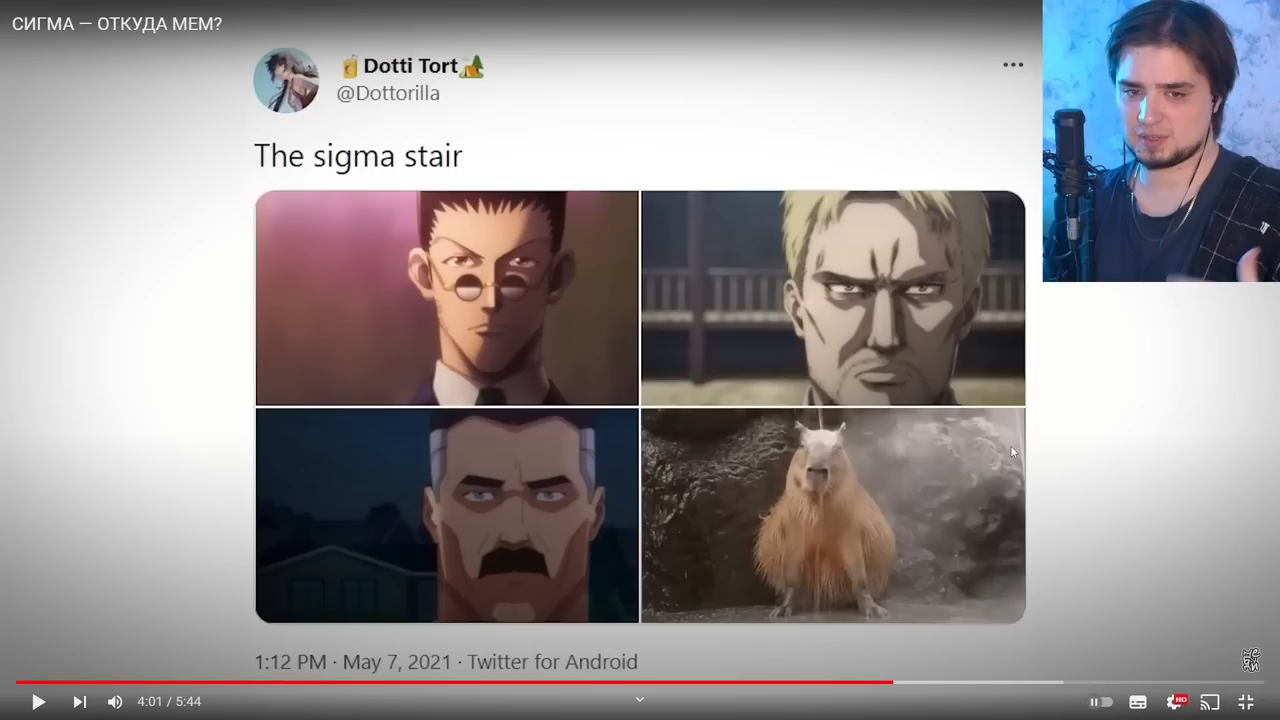 СИГМА — ОТКУДА МЕМ?
Dotti Tort
@Dottorilla
The sigma stair
1:12 PM · May 7, 2021 · Twitter for Android
4:01 / 5:44
HD